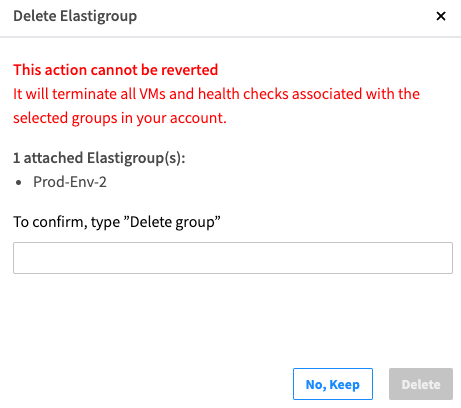 Delete Elastigroup
This action cannot be reverted
It will terminate all VMs and health checks associated with the
selected groups in your account.
1 attached Elastigroup(s):
• Prod-Env-2
To confirm, type ”Delete group”
No, Keep
Delete